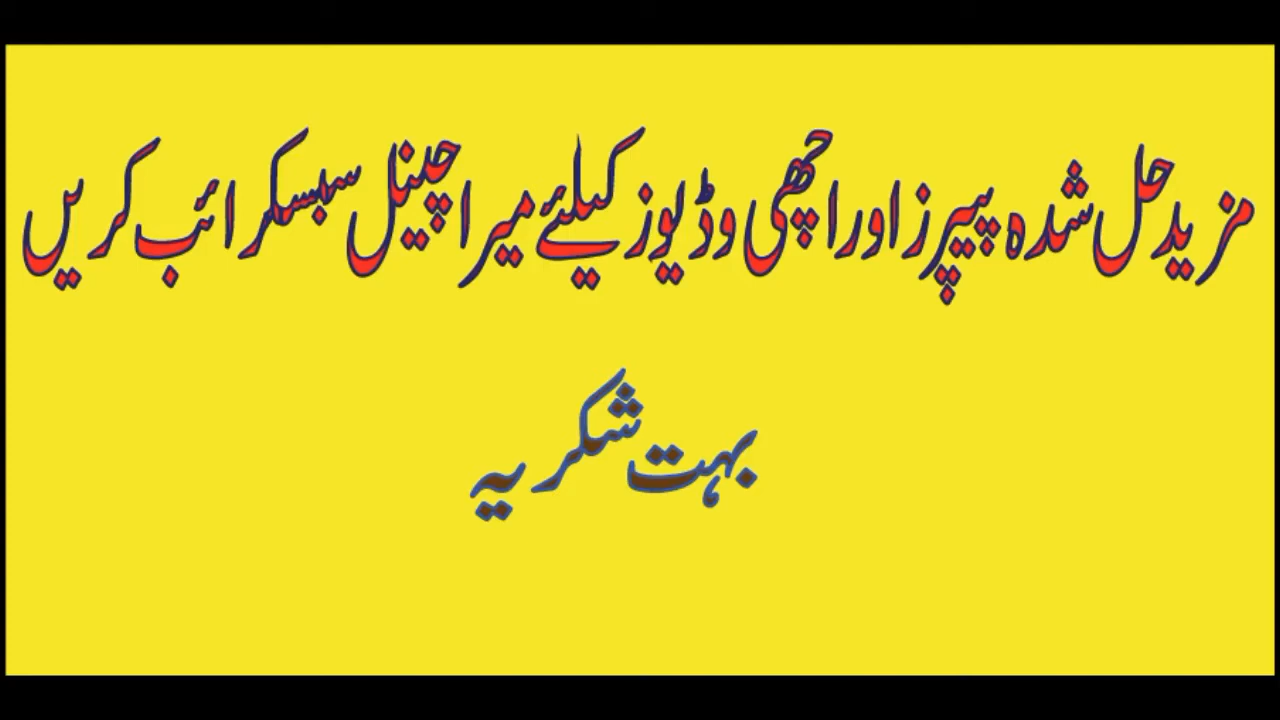 مزید حل شدہ پیپرز اور اچھی وڈیوز کیلئے میرا چینل سبسکرائب کریں
بہت شکریہ